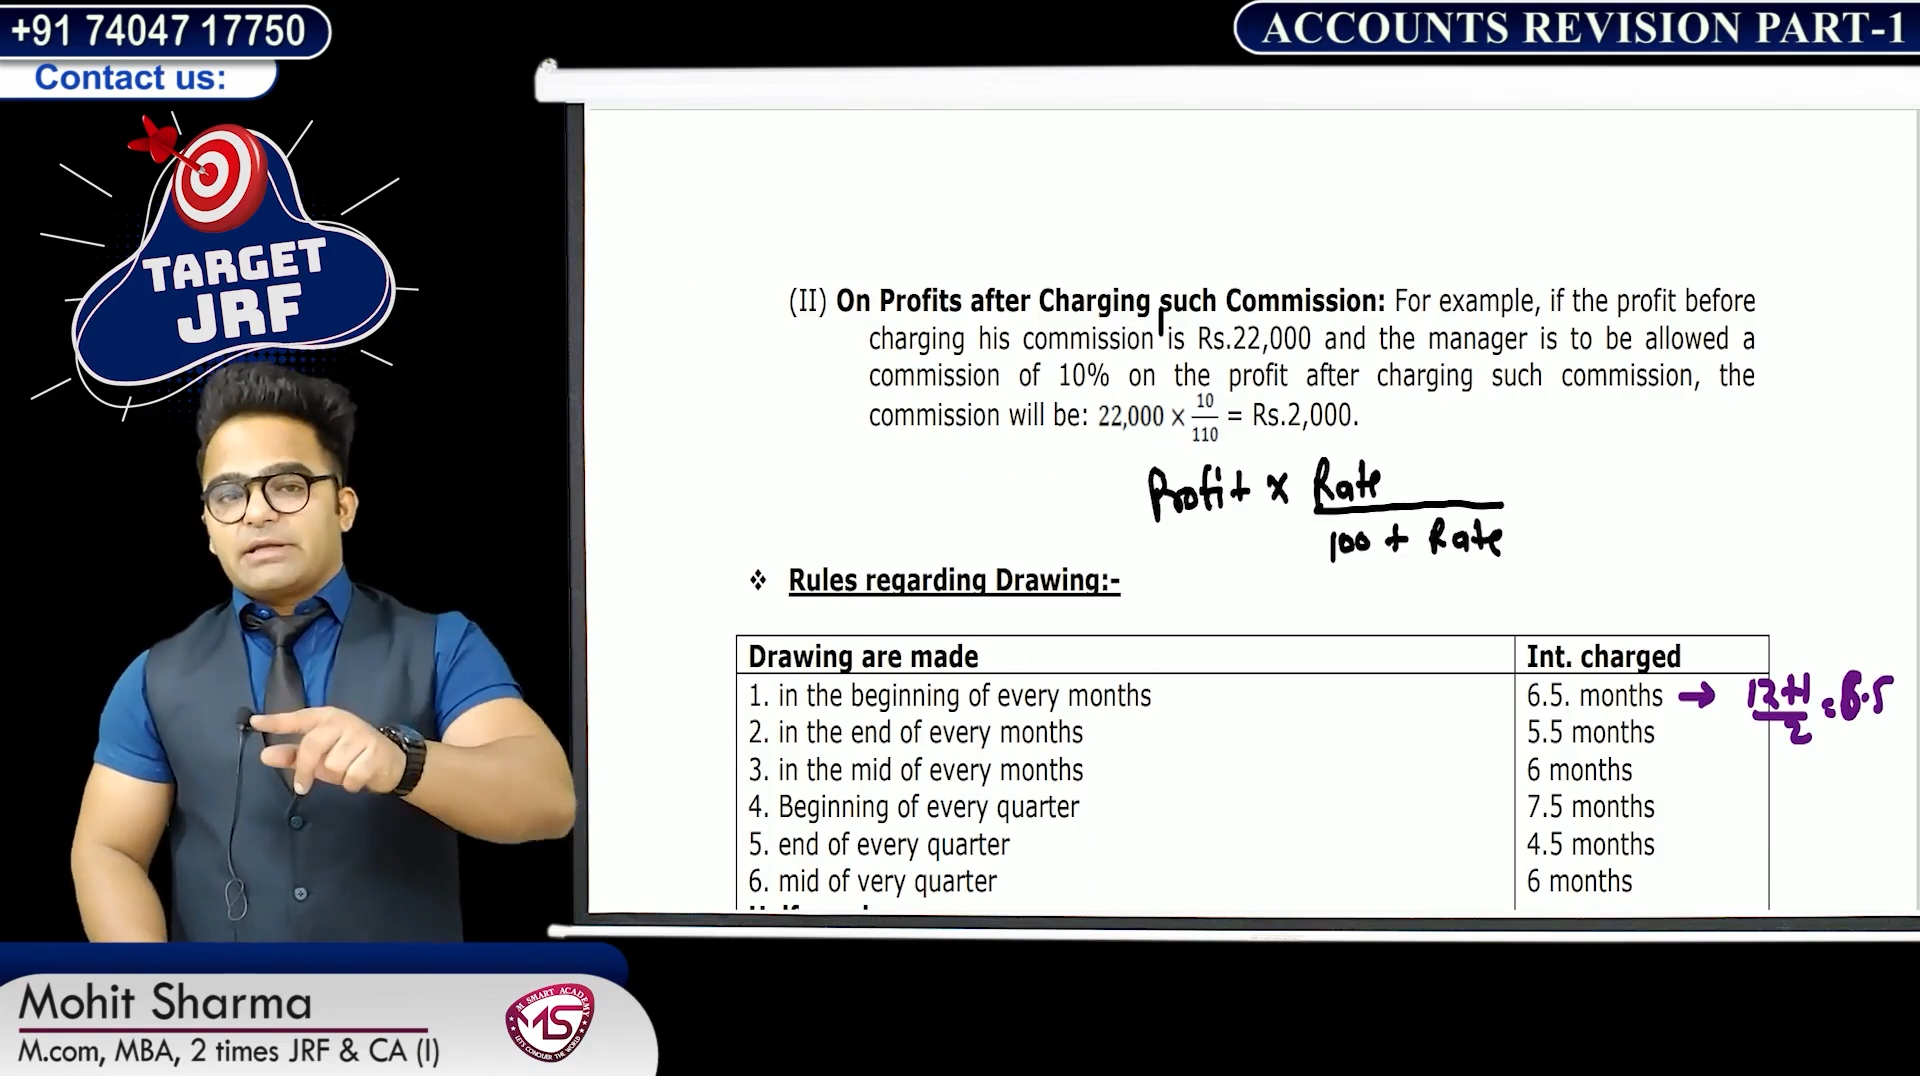 +91 74047 17750
Contact us:
ACCOUNTS REVISION PART-1
TARGET
JRF
(II) On Profits after Charging such Commission: For example, if the profit before
charging his commission is Rs.22,000 and the manager is to be allowed a
commission of 10% on the profit after charging such commission, the
commission will be: 22,000 × 10/110 = Rs.2,000.
Profit × Rate
100 + Rate
❖ Rules regarding Drawing:-
Drawing are made Int. charged
1. in the beginning of every months 6.5. months → 12+1/2 = 6.5
2. in the end of every months 5.5 months
3. in the mid of every months 6 months
4. Beginning of every quarter 7.5 months
5. end of every quarter 4.5 months
6. mid of very quarter 6 months
Mohit Sharma
M.com, MBA, 2 times JRF & CA (I)
M SMART ACADEMY
MS
LETS CONQUER THE WORLD